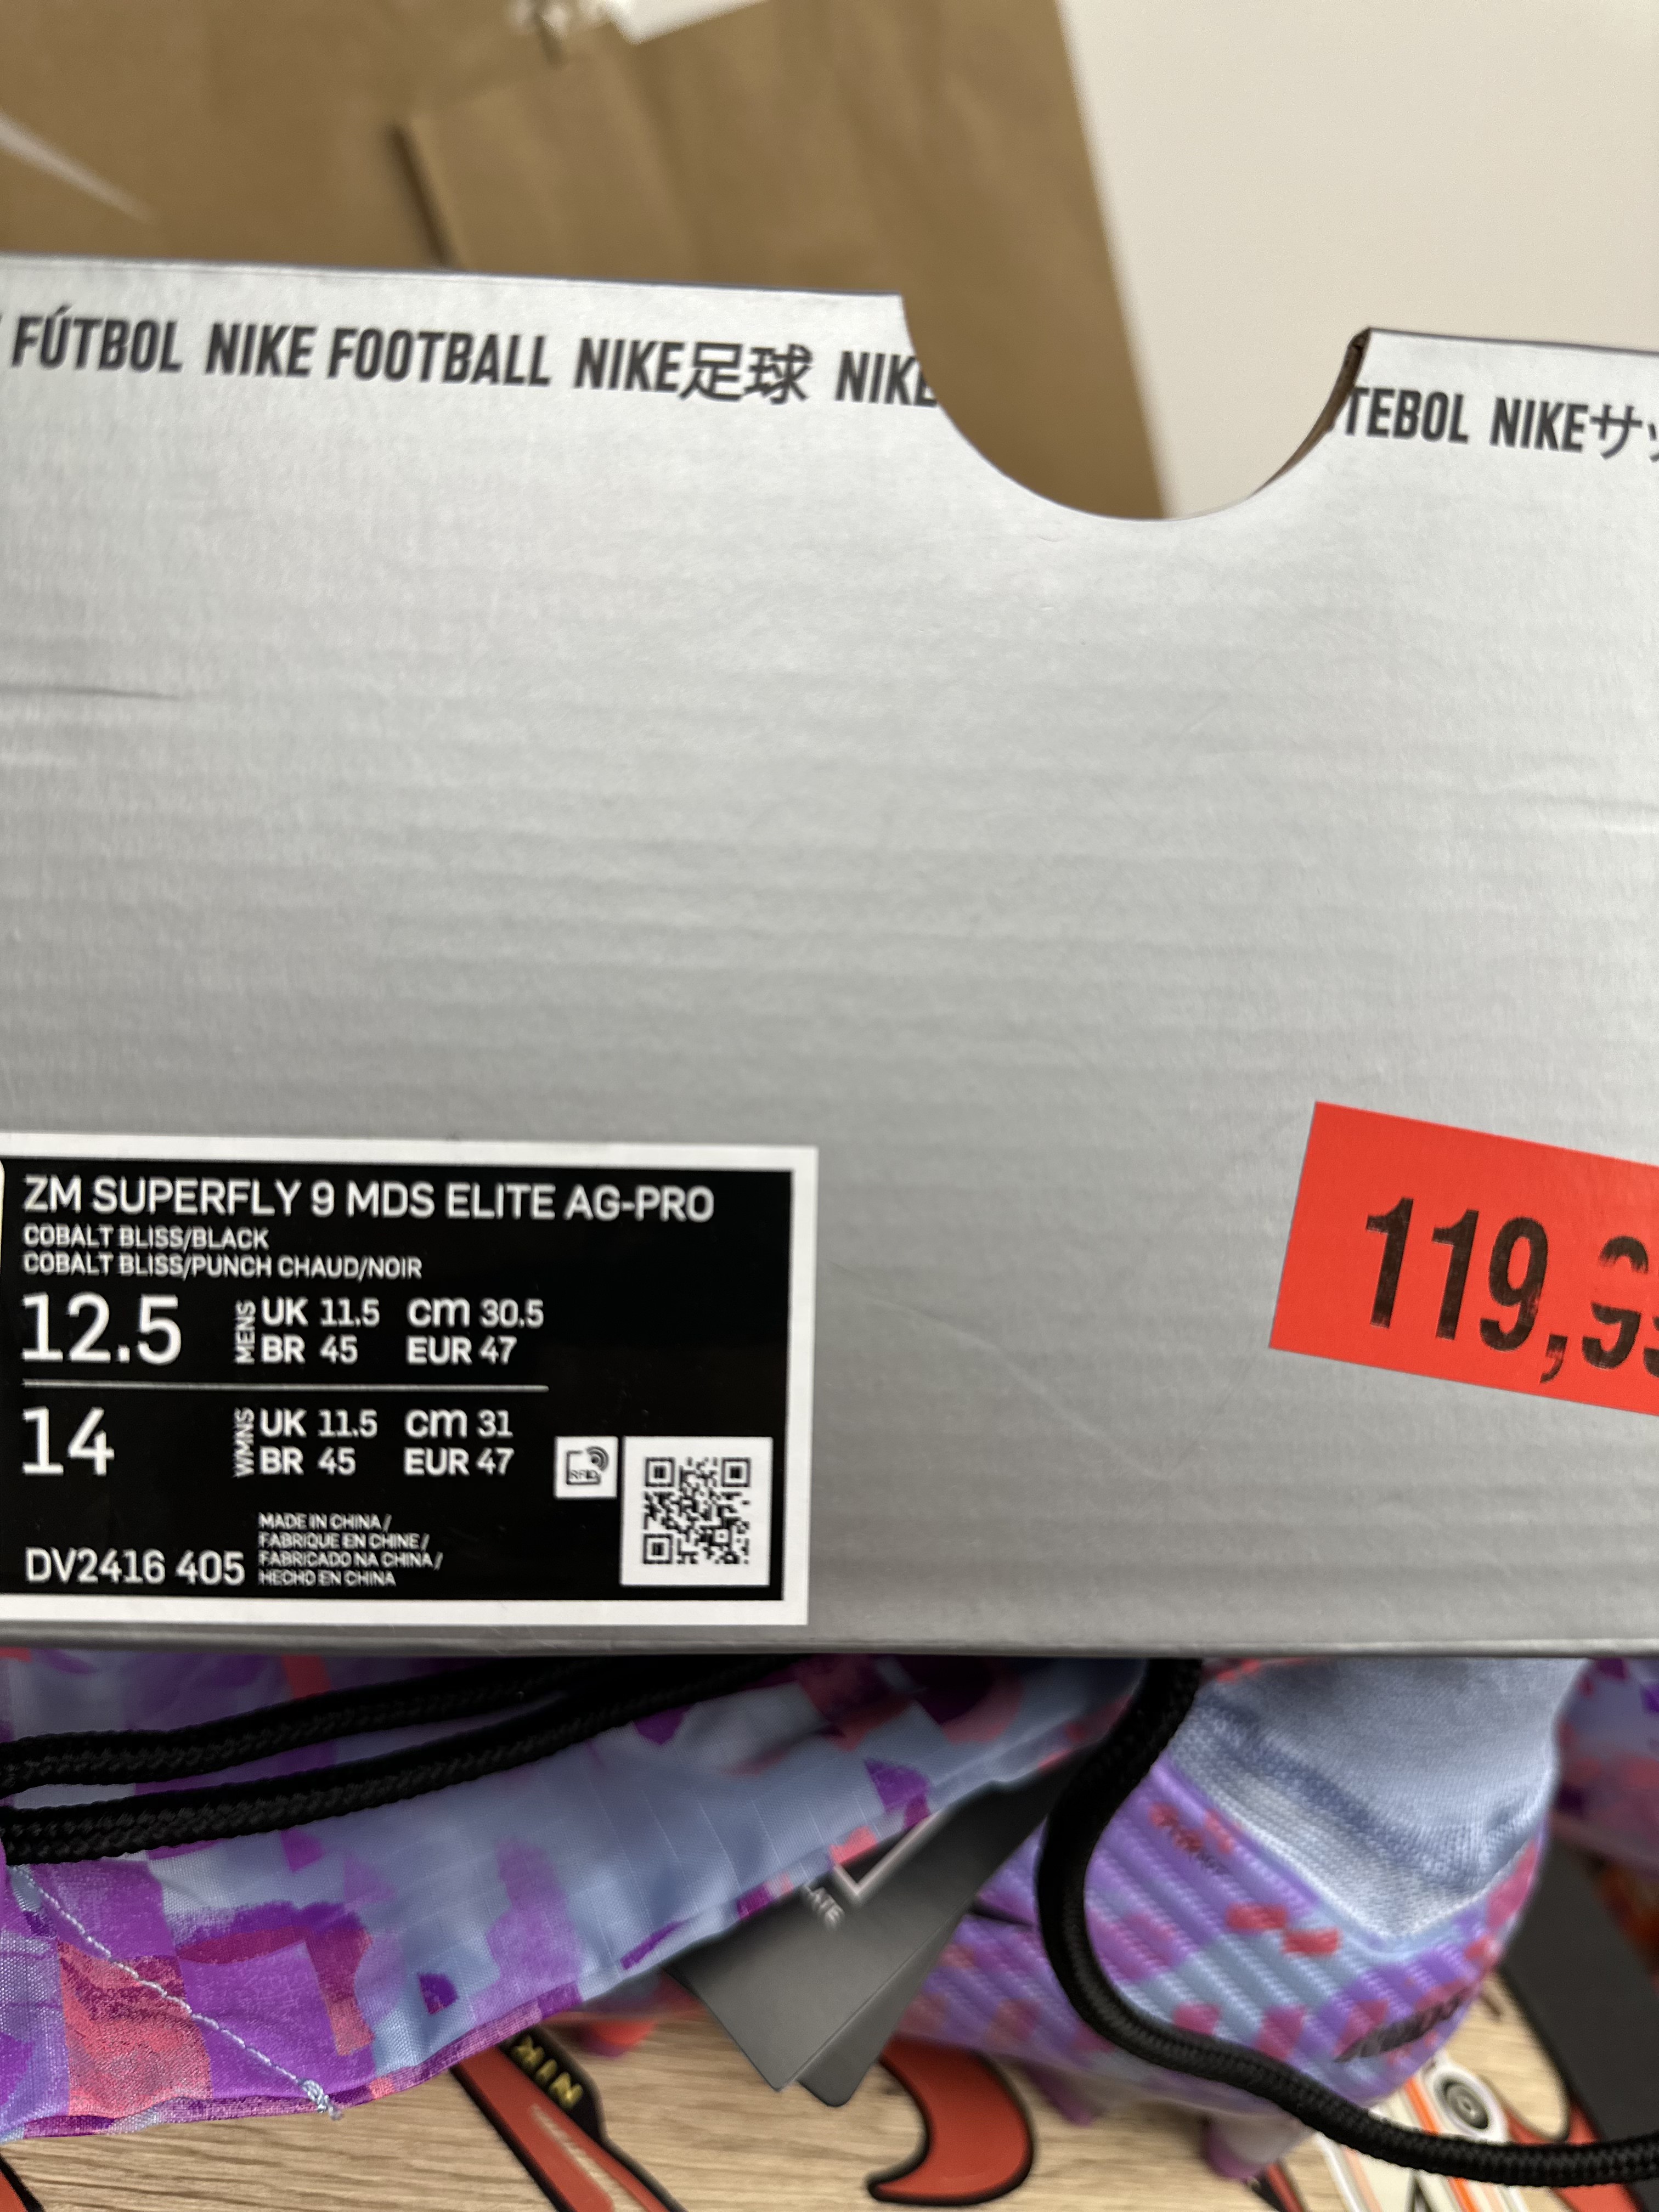 FÚTBOL NIKE FOOTBALL NIKE足球 NIKE TEBOL NIKEサッ
119,99
ZM SUPERFLY 9 MDS ELITE AG-PRO
COBALT BLISS/BLACK
COBALT BLISS/PUNCH CHAUD/NOIR
12.5 MENS UK 11.5 cm 30.5
BR 45 EUR 47
14 WMNS UK 11.5 cm 31
BR 45 EUR 47
RFID
MADE IN CHINA/
FABRIQUE EN CHINE/
FABRICADO NA CHINA/
HECHO EN CHINA
DV2416 405
NIK